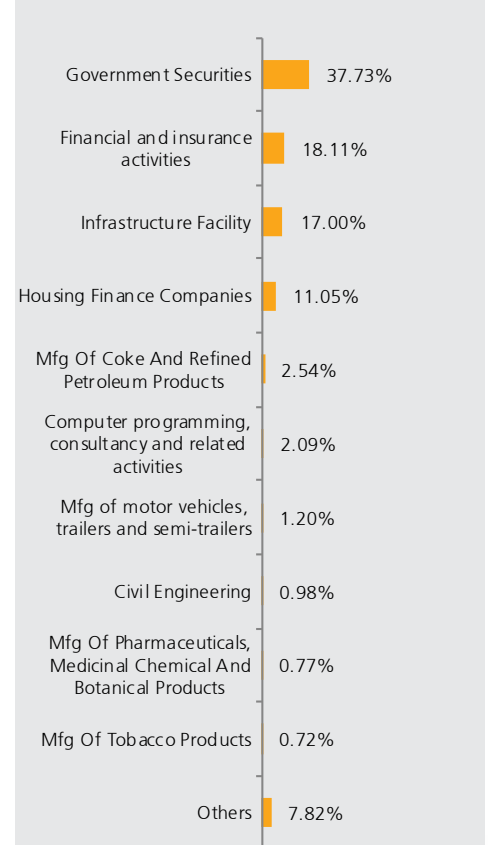 Government Securities 37.73%
Financial and insurance
activities
18.11%
Infrastructure Facility 17.00%
Housing Finance Companies 11.05%
Mfg Of Coke And Refined
Petroleum Products
2.54%
Computer programming,
consultancy and related
activities
2.09%
Mfg of motor vehicles,
trailers and semi-trailers
1.20%
Civil Engineering 0.98%
Mfg Of Pharmaceuticals,
Medicinal Chemical And
Botanical Products
0.77%
Mfg Of Tobacco Products 0.72%
Others 7.82%